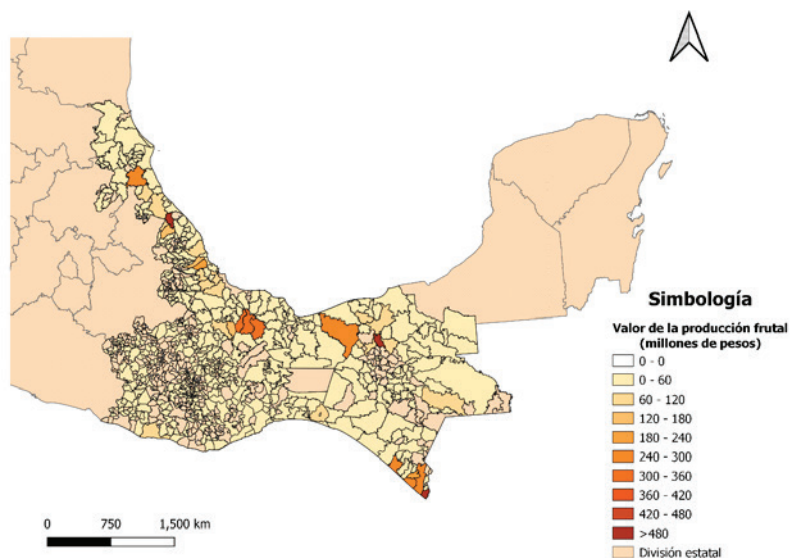 Simbología
Valor de la producción frutal
(millones de pesos)
0 - 0
0 - 60
60 - 120
120 - 180
180 - 240
240 - 300
300 - 360
360 - 420
420 - 480
>480
División estatal
0 750 1,500 km